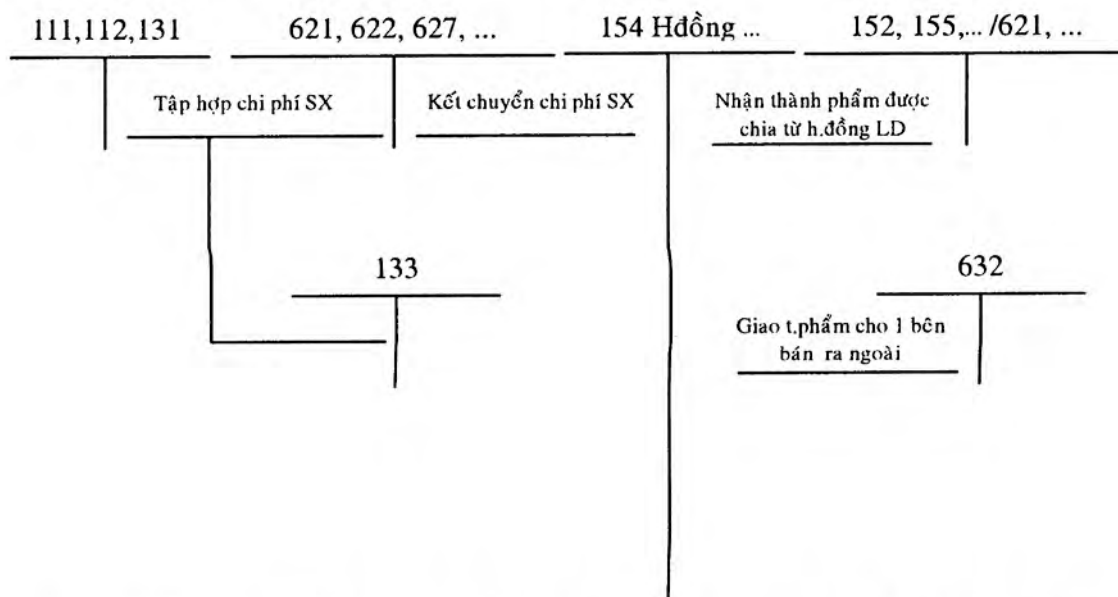 111,112,131
621, 622, 627, ...
154 Hđồng ...
152, 155,... /621, ...
Tập hợp chi phí SX
Kết chuyển chi phí SX
Nhận thành phẩm được
chia từ h.đồng LD
133
632
Giao t.phẩm cho 1 bên
bán ra ngoài